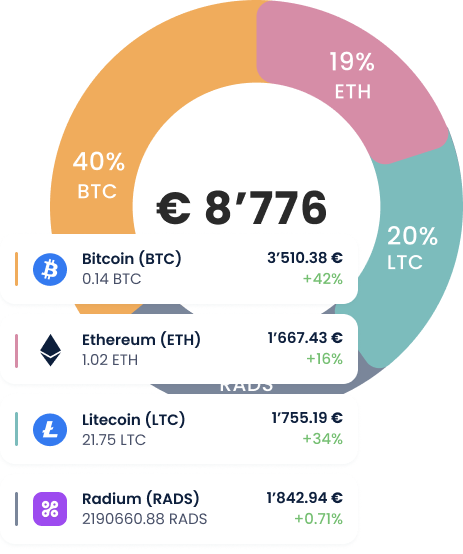 19%
ETH
40%
BTC
€ 8’776
20%
LTC
Bitcoin (BTC)
3’510.38 €
0.14 BTC
+42%
Ethereum (ETH)
1’667.43 €
1.02 ETH
+16%
RADS
Litecoin (LTC)
1’755.19 €
21.75 LTC
+34%
Radium (RADS)
1’842.94 €
2190660.88 RADS
+0.71%